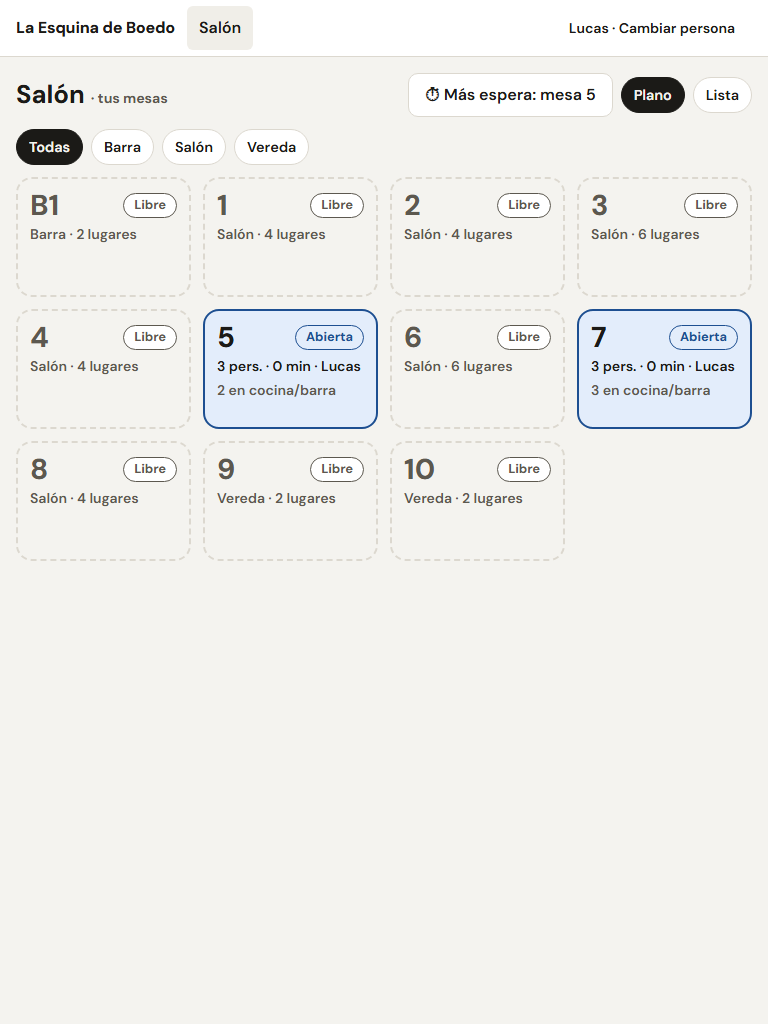 La Esquina de Boedo Salón Lucas · Cambiar persona
Salón · tus mesas ⏱ Más espera: mesa 5 Plano Lista
Todas Barra Salón Vereda
B1 Libre
Barra · 2 lugares
1 Libre
Salón · 4 lugares
2 Libre
Salón · 4 lugares
3 Libre
Salón · 6 lugares
4 Libre
Salón · 4 lugares
5 Abierta
3 pers. · 0 min · Lucas
2 en cocina/barra
6 Libre
Salón · 6 lugares
7 Abierta
3 pers. · 0 min · Lucas
3 en cocina/barra
8 Libre
Salón · 4 lugares
9 Libre
Vereda · 2 lugares
10 Libre
Vereda · 2 lugares